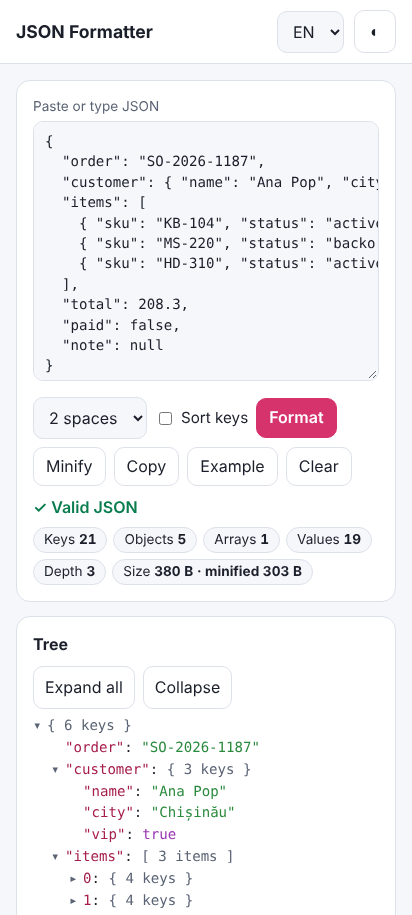 JSON Formatter
EN
Paste or type JSON
{
  "order": "SO-2026-1187",
  "customer": { "name": "Ana Pop", "city
  "items": [
    { "sku": "KB-104", "status": "active
    { "sku": "MS-220", "status": "backo
    { "sku": "HD-310", "status": "active
  ],
  "total": 208.3,
  "paid": false,
  "note": null
}
2 spaces Sort keys Format
Minify Copy Example Clear
✓ Valid JSON
Keys 21 Objects 5 Arrays 1 Values 19
Depth 3 Size 380 B · minified 303 B
Tree
Expand all Collapse
▾ { 6 keys }
"order": "SO-2026-1187"
▾ "customer": { 3 keys }
"name": "Ana Pop"
"city": "Chișinău"
"vip": true
▾ "items": [ 3 items ]
▸ 0: { 4 keys }
▸ 1: { 4 keys }